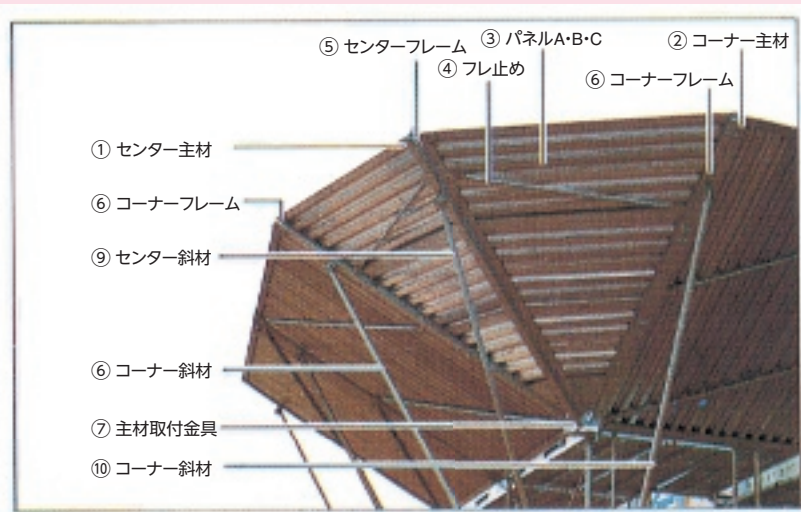 ⑤ センターフレーム
③ パネルA・B・C
② コーナー主材
④ フレ止め
⑥ コーナーフレーム
① センター主材
⑥ コーナーフレーム
⑨ センター斜材
⑥ コーナー斜材
⑦ 主材取付金具
⑩ コーナー斜材